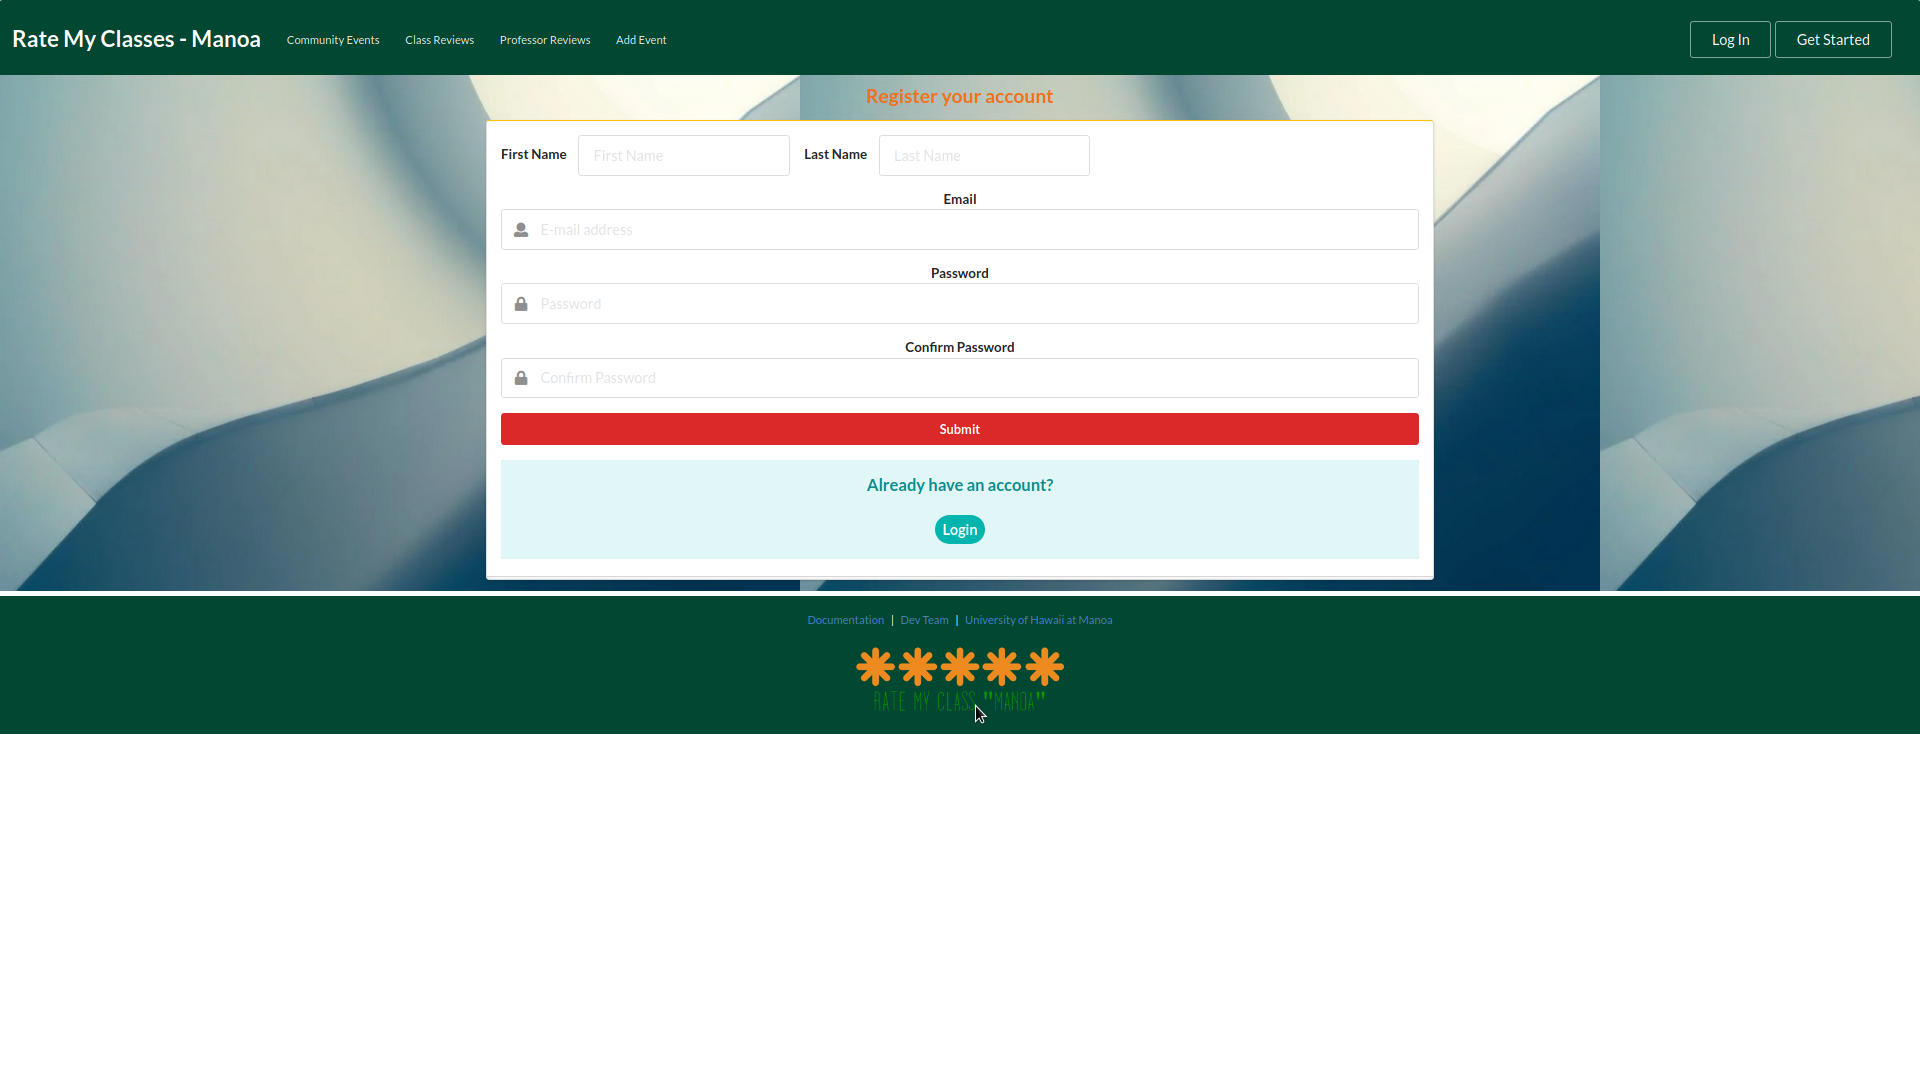 Rate My Classes - Manoa Community Events Class Reviews Professor Reviews Add Event Log In Get Started
Register your account
First Name First Name Last Name Last Name
Email
E-mail address
Password
Password
Confirm Password
Confirm Password
Submit
Already have an account?
Login
Documentation | Dev Team | University of Hawaii at Manoa
RATE MY CLASS "MANOA"